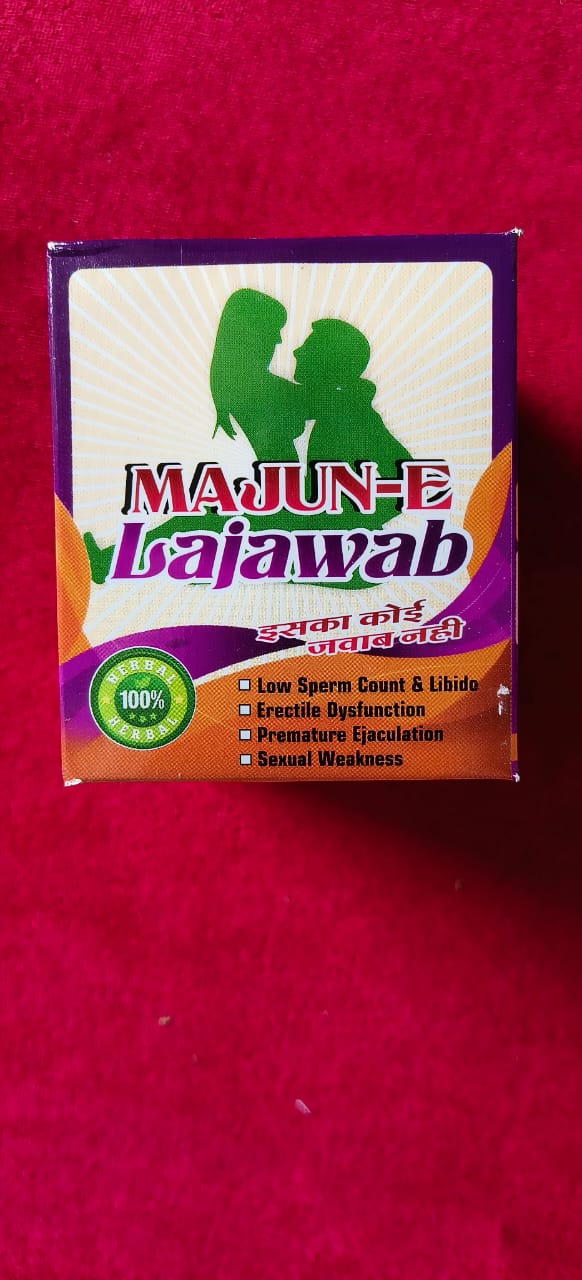 MAJUN-E
Lajawab
इसका कोई
जवाब नही
HERBAL
100%
HERBAL
Low Sperm Count & Libido
Erectile Dysfunction
Premature Ejaculation
Sexual Weakness